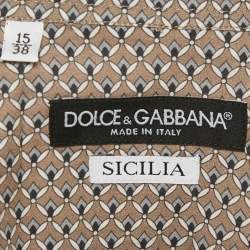 15
38
DOLCE & GABBANA®
MADE IN ITALY
SICILIA